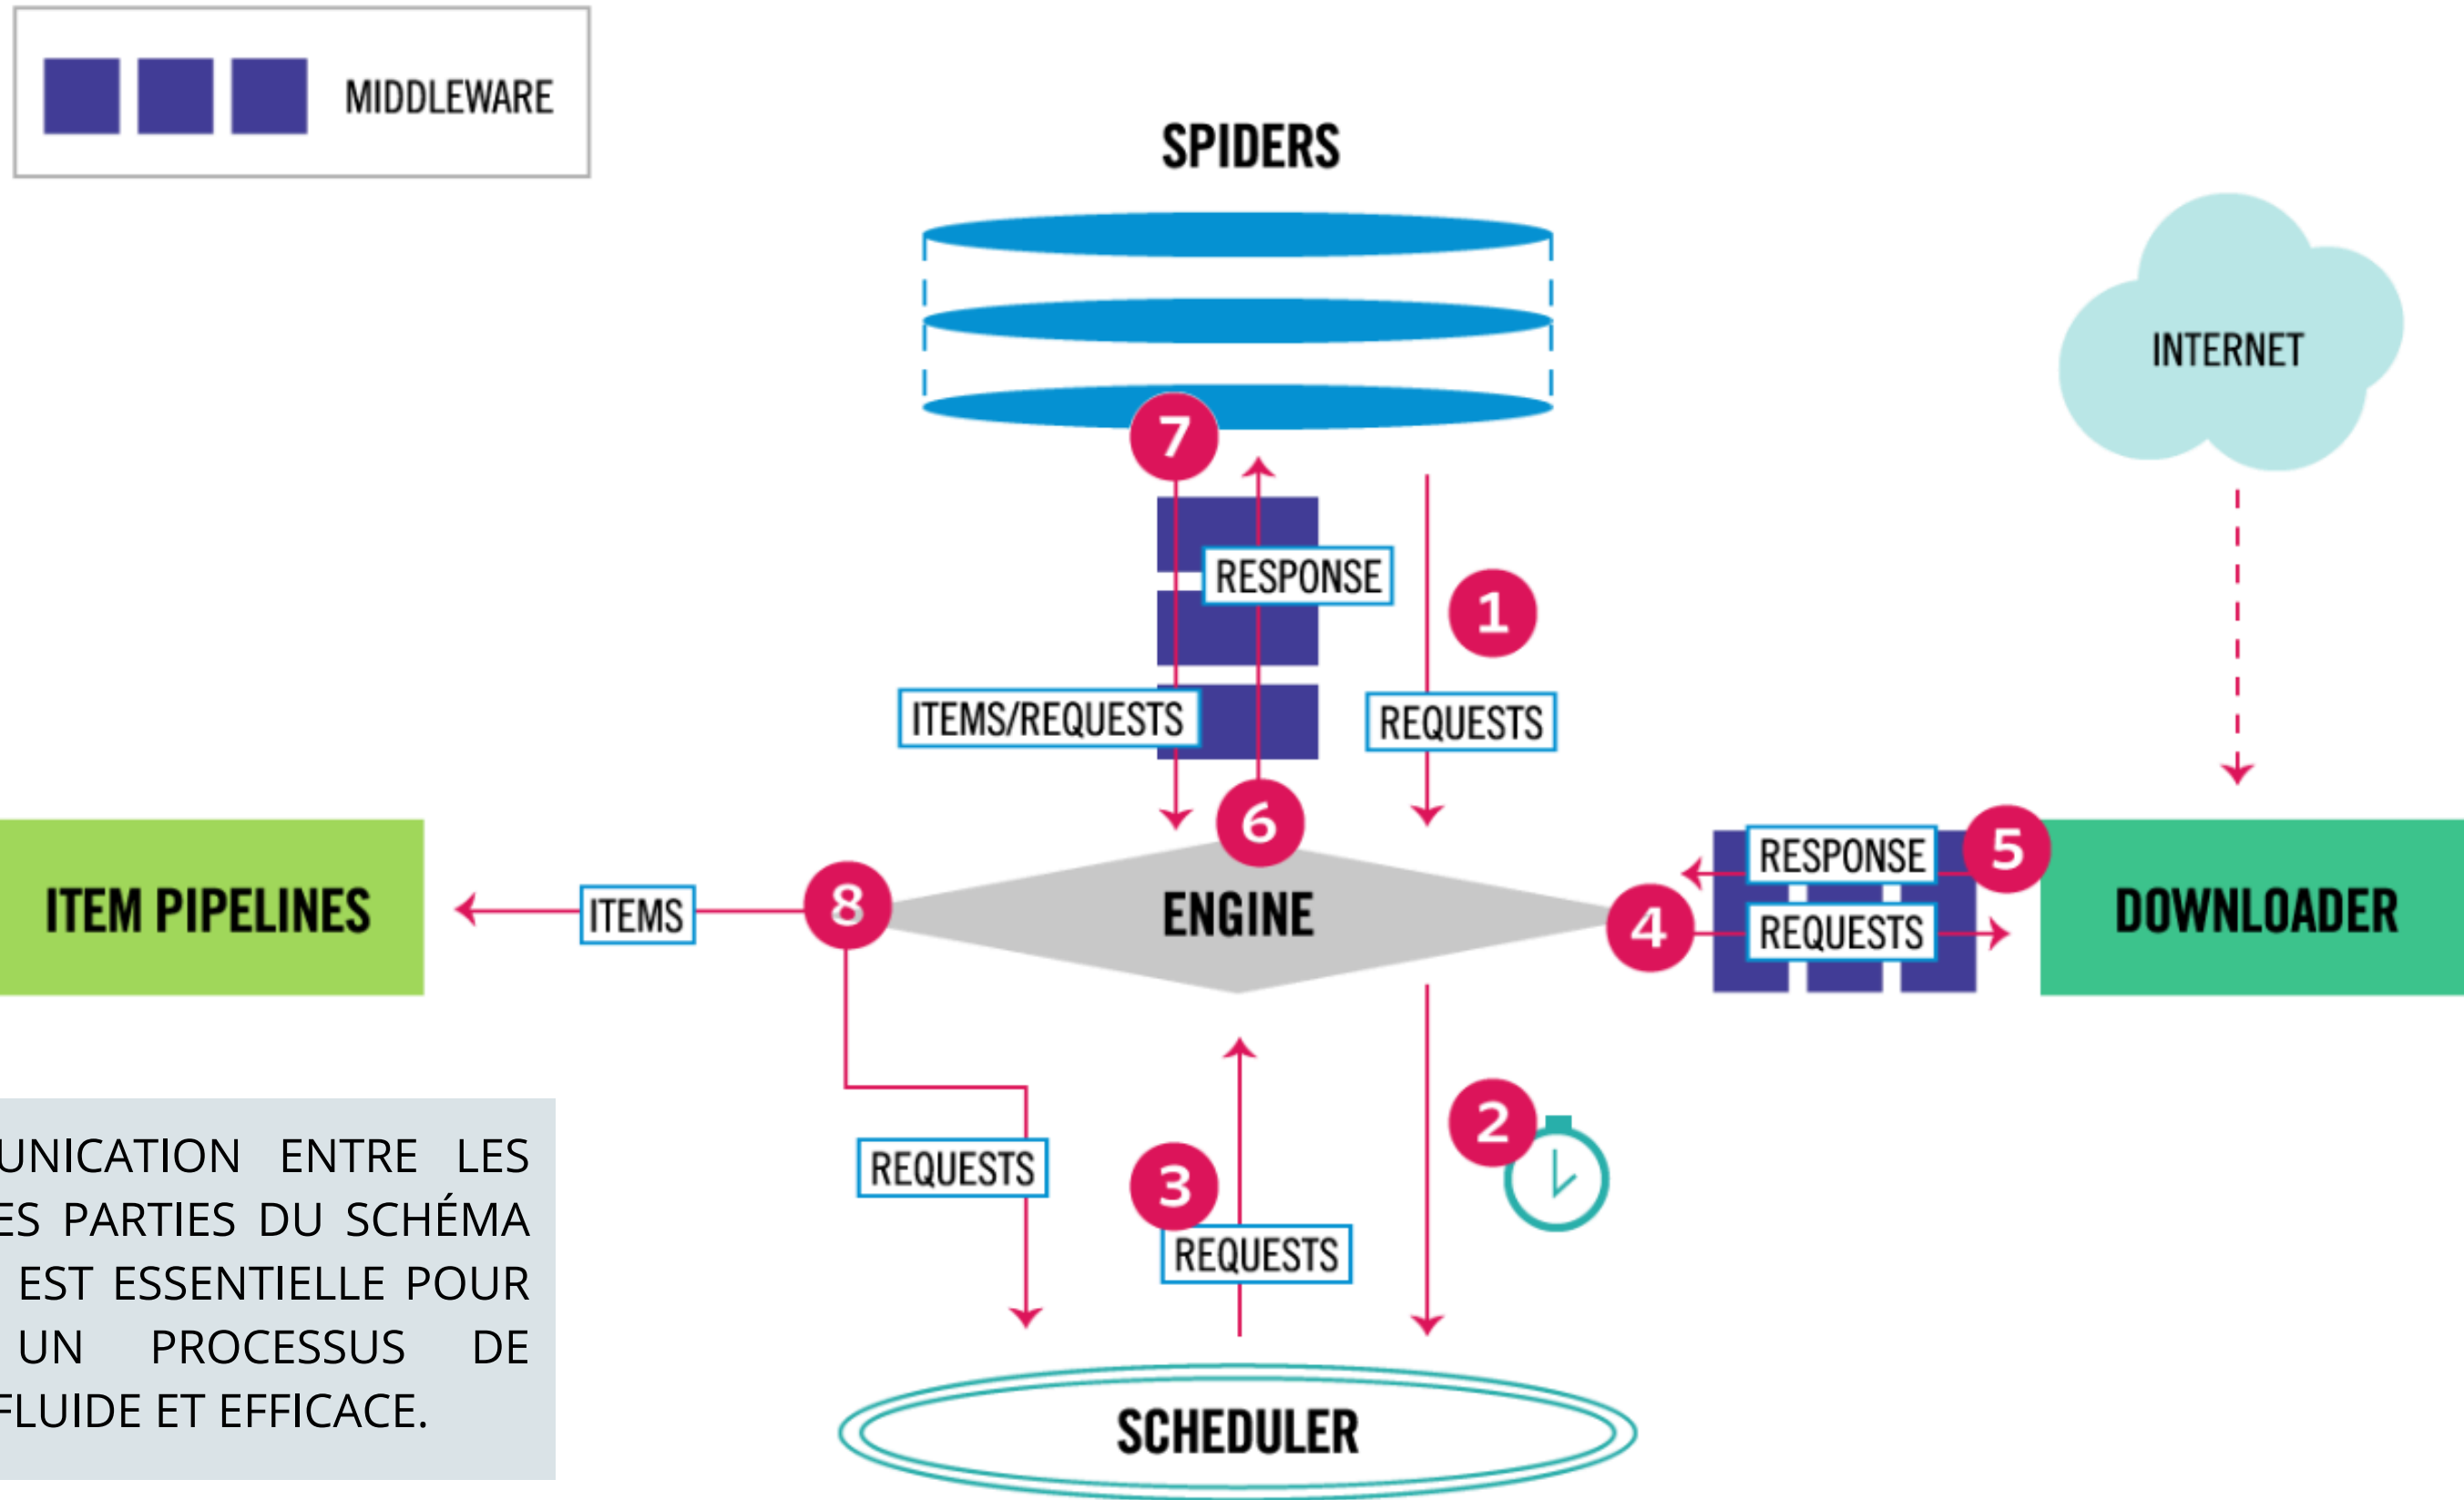 MIDDLEWARE
SPIDERS
INTERNET
7
RESPONSE
1
ITEMS/REQUESTS
REQUESTS
6
RESPONSE
5
ITEM PIPELINES
ITEMS
8
ENGINE
4
REQUESTS
DOWNLOADER
2
REQUESTS
3
REQUESTS
ENTRE LES
PARTIES DU SCHÉMA
EST ESSENTIELLE POUR
UN PROCESSUS DE
FLUIDE ET EFFICACE.
SCHEDULER